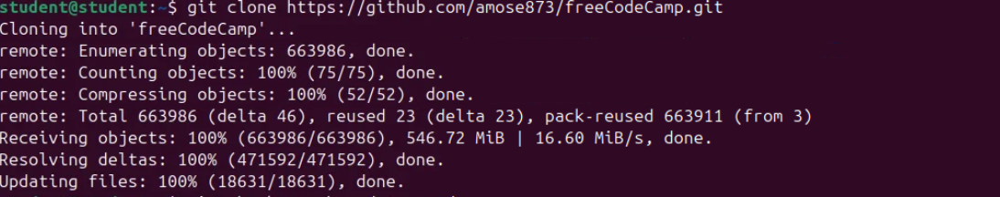 student@student:~$ git clone https://github.com/amose873/freeCodeCamp.git
Cloning into 'freeCodeCamp'...
remote: Enumerating objects: 663986, done.
remote: Counting objects: 100% (75/75), done.
remote: Compressing objects: 100% (52/52), done.
remote: Total 663986 (delta 46), reused 23 (delta 23), pack-reused 663911 (from 3)
Receiving objects: 100% (663986/663986), 546.72 MiB | 16.60 MiB/s, done.
Resolving deltas: 100% (471592/471592), done.
Updating files: 100% (18631/18631), done.